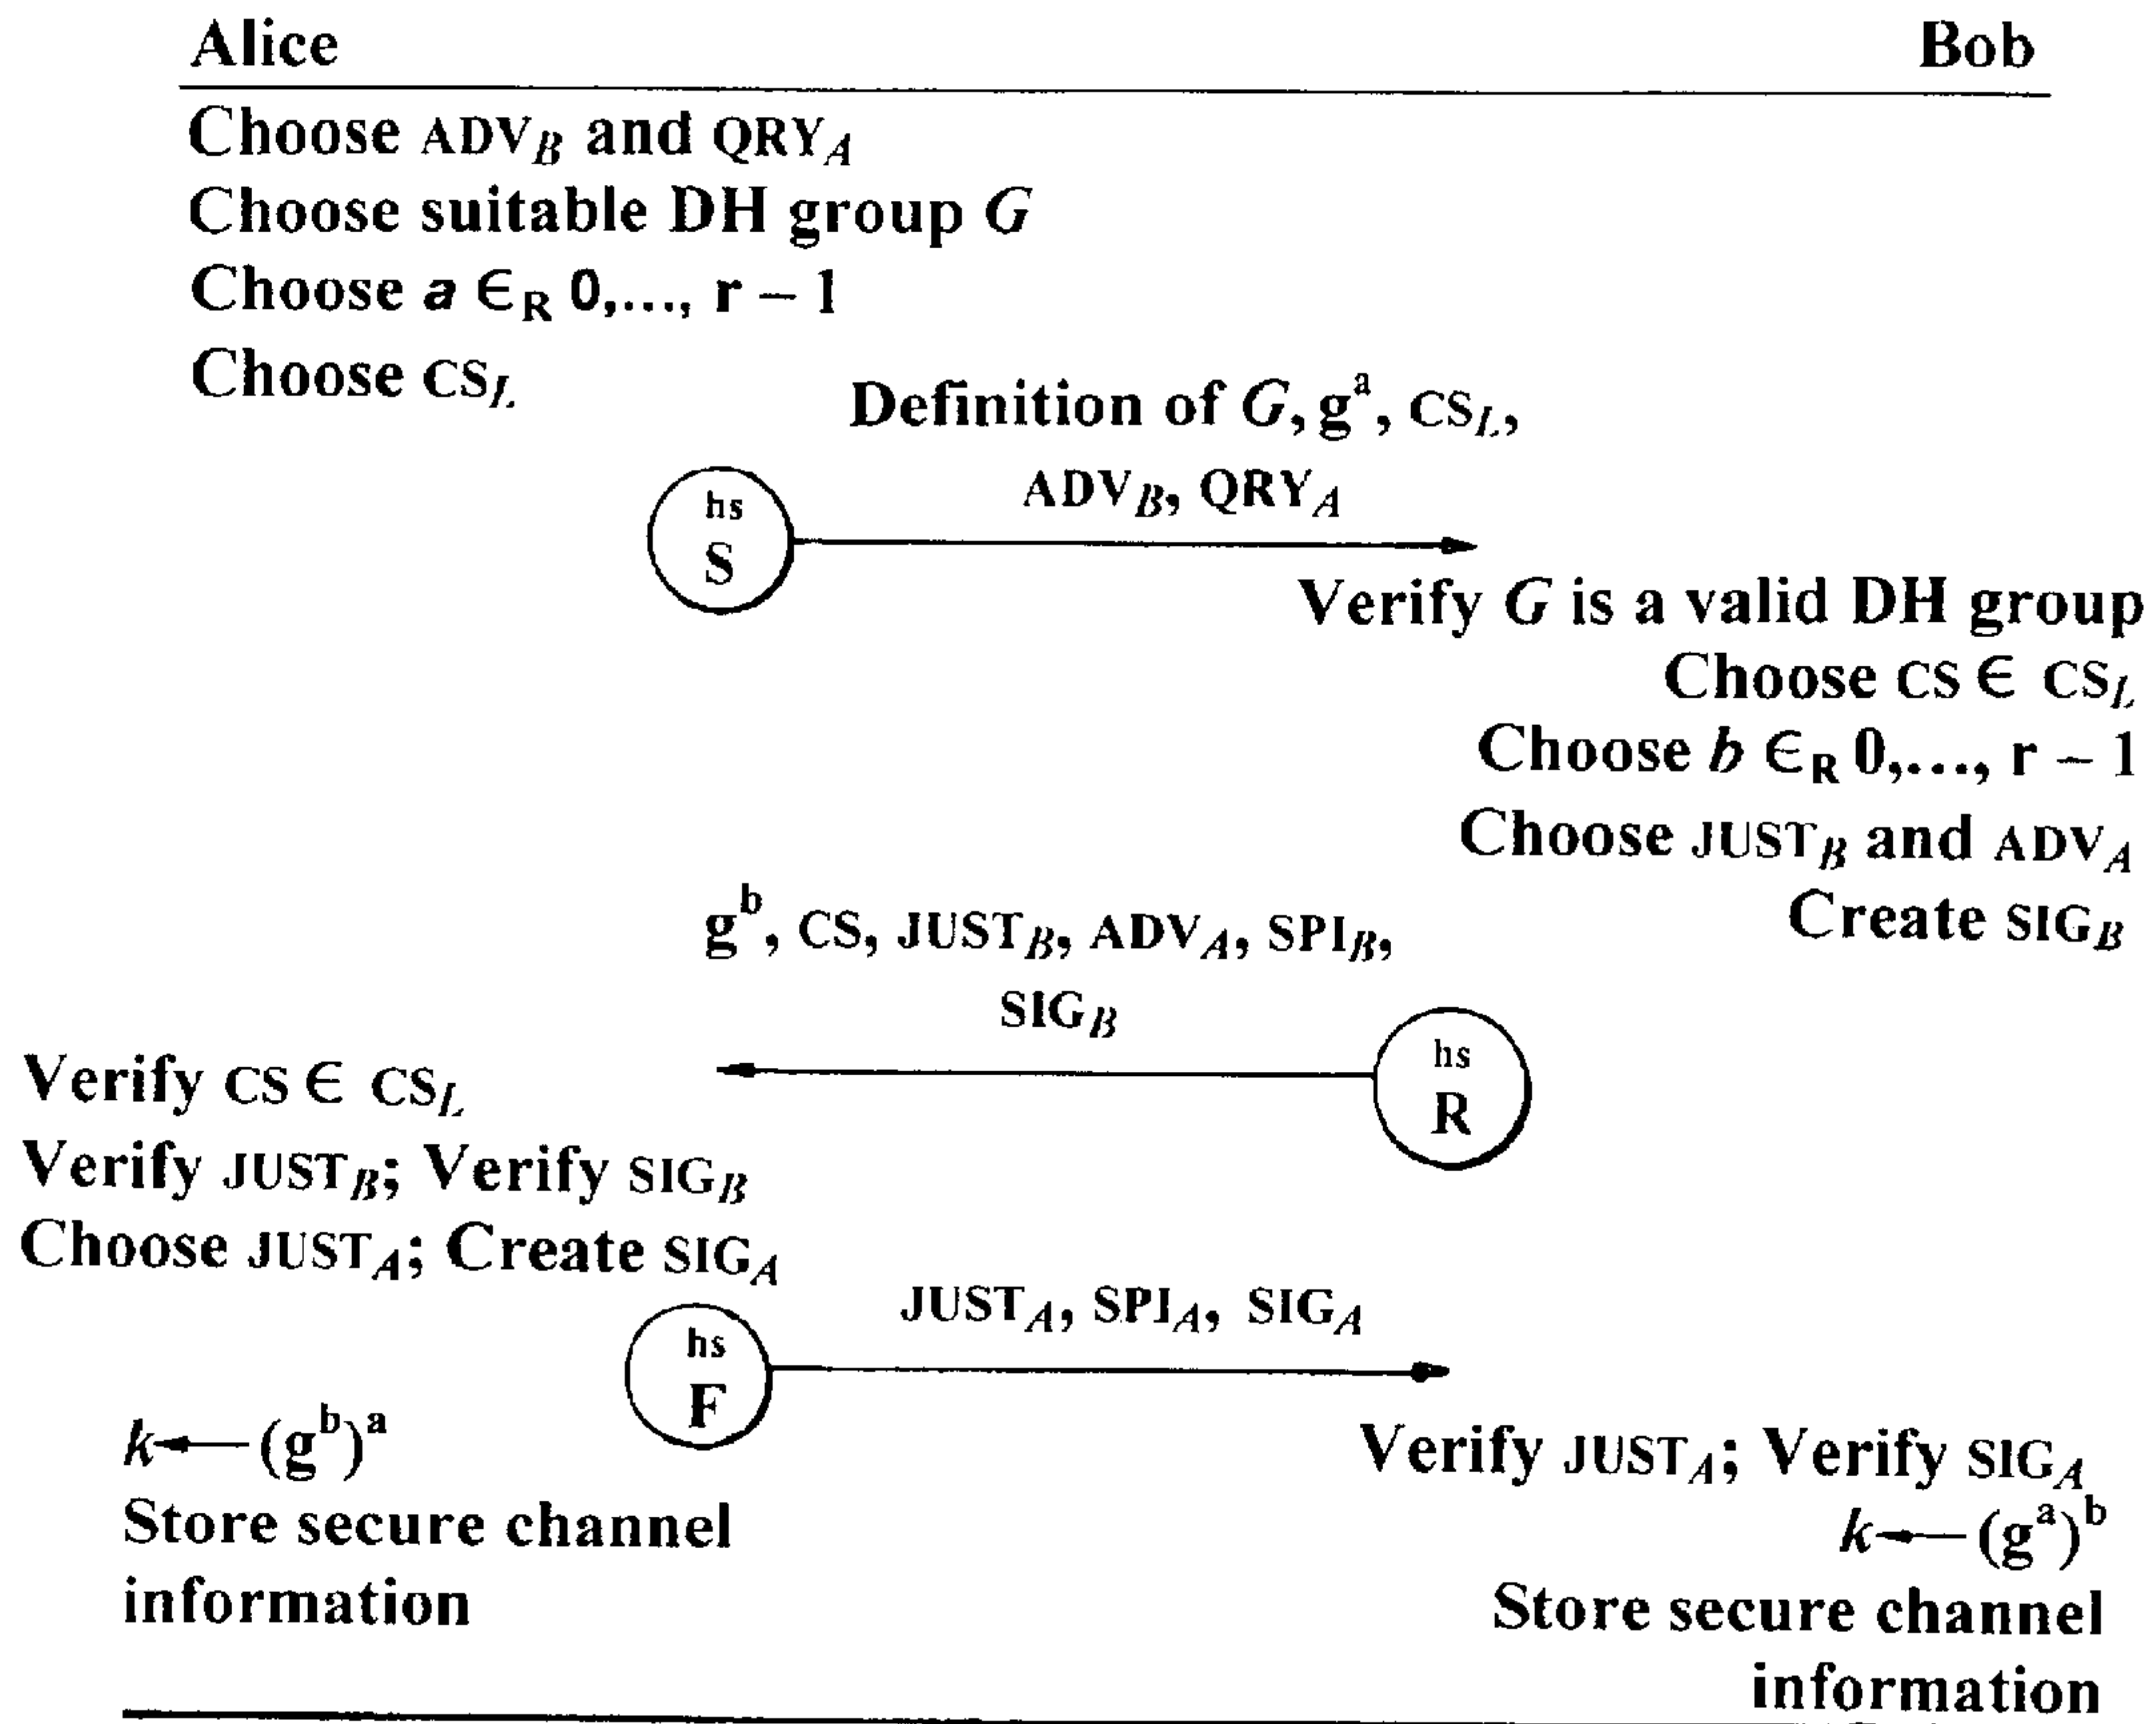 Alice Bob
Choose ADV_B and QRY_A
Choose suitable DH group G
Choose a ∈_R 0,..., r – 1
Choose CS_L
Definition of G, g^a, CS_L,
ADV_B, QRY_A
hs
S
Verify G is a valid DH group
Choose CS ∈ CS_L
Choose b ∈_R 0,..., r – 1
Choose JUST_B and ADV_A
Create SIG_B
g^b, CS, JUST_B, ADV_A, SPI_B,
SIG_B
hs
R
Verify CS ∈ CS_L
Verify JUST_B; Verify SIG_B
Choose JUST_A; Create SIG_A
JUST_A, SPI_A, SIG_A
hs
F
k ← (g^b)^a
Store secure channel
information
Verify JUST_A; Verify SIG_A
k ← (g^a)^b
Store secure channel
information